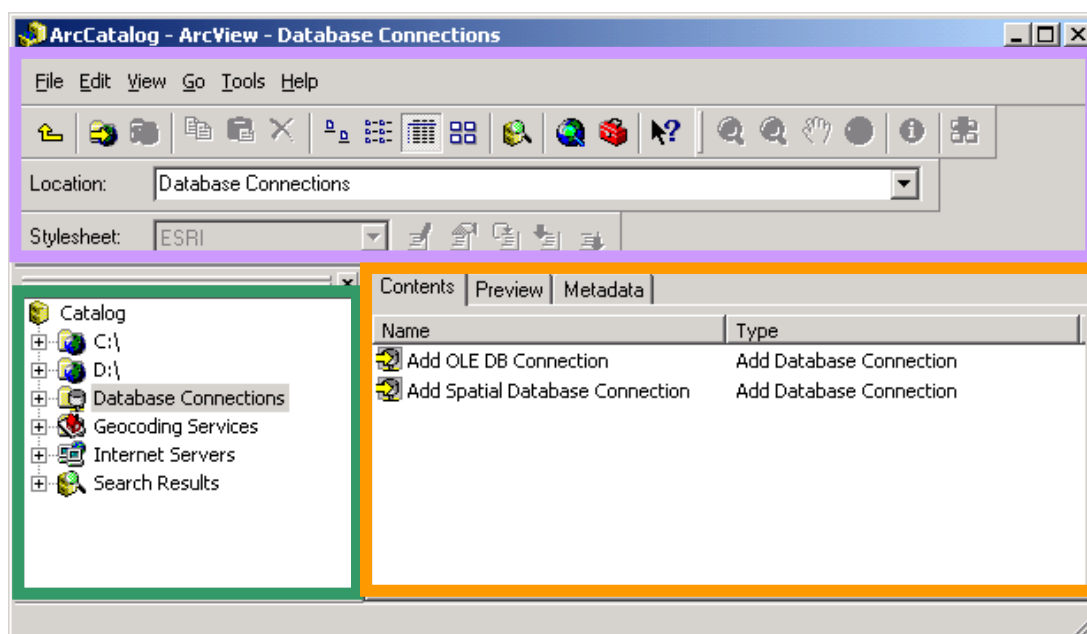 ArcCatalog - ArcView - Database Connections
File Edit View Go Tools Help
Location: Database Connections
Stylesheet: ESRI
Catalog
C:\
D:\
Database Connections
Geocoding Services
Internet Servers
Search Results
Contents Preview Metadata
Name Type
Add OLE DB Connection Add Database Connection
Add Spatial Database Connection Add Database Connection